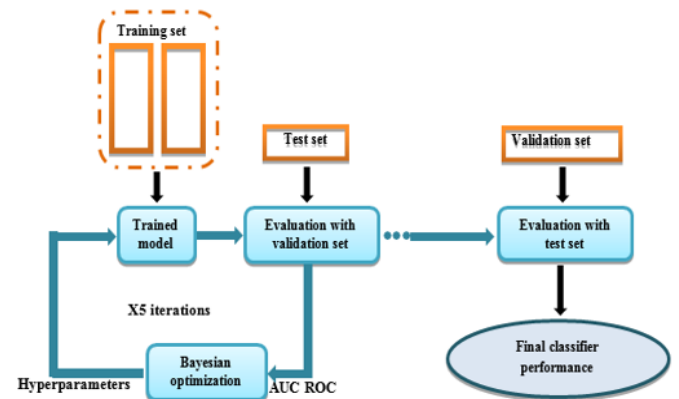 Training set
Test set
Validation set
Trained
model
Evaluation with
validation set
Evaluation with
test set
X5 iterations
Bayesian
optimization
Hyperparameters
AUC ROC
Final classifier
performance